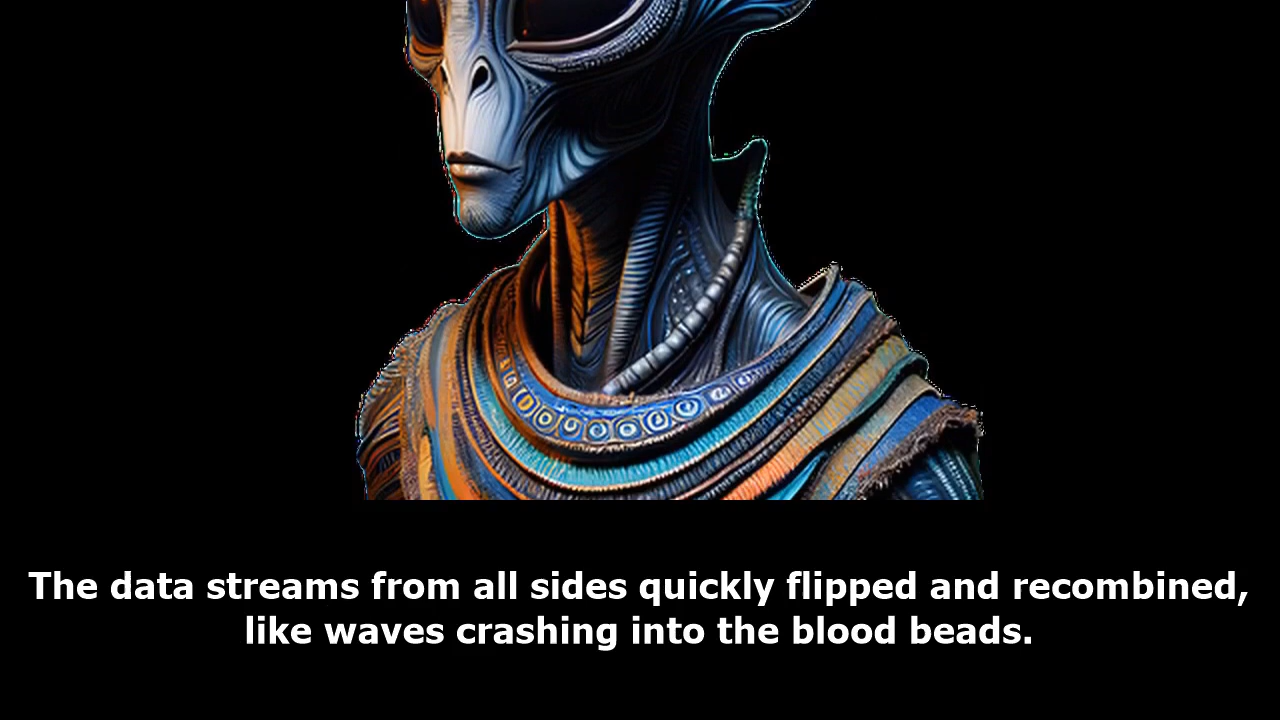 The data streams from all sides quickly flipped and recombined,
like waves crashing into the blood beads.